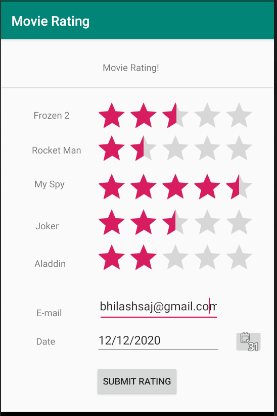 Movie Rating
Movie Rating!
Frozen 2
Rocket Man
My Spy
Joker
Aladdin
E-mail bhilashsaj@gmail.com
Date 12/12/2020 31
SUBMIT RATING